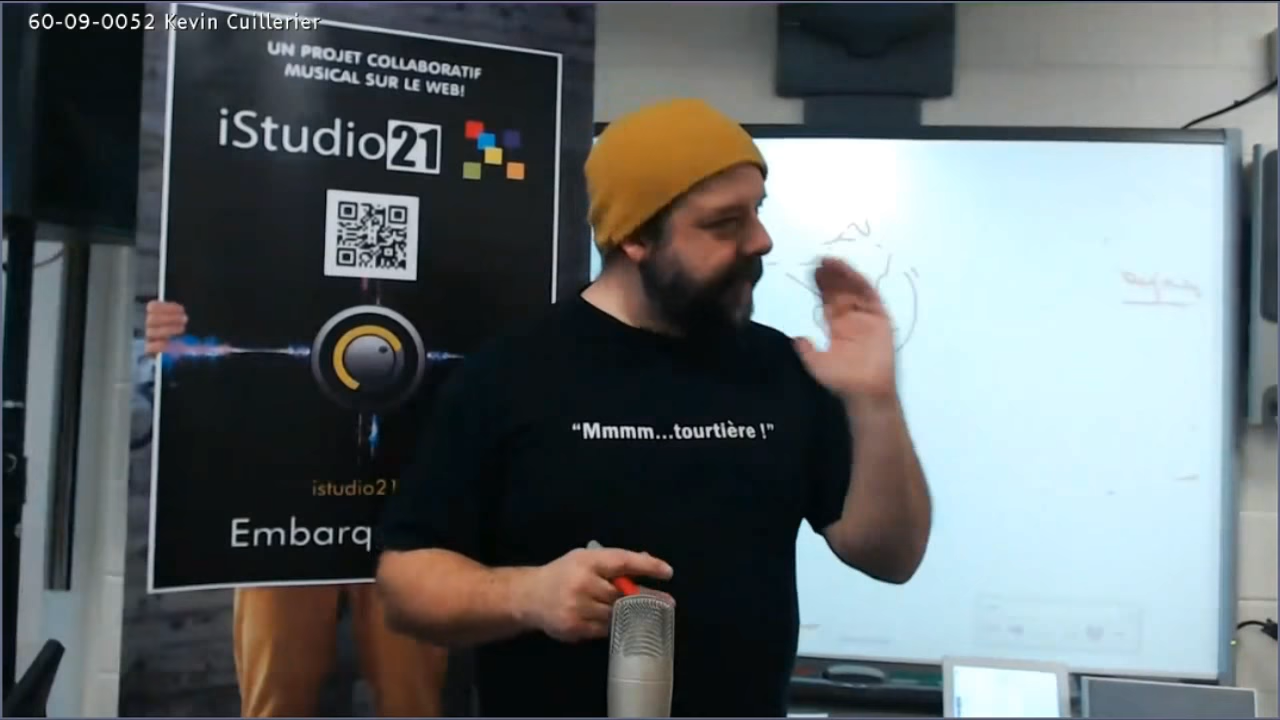 60-09-0052 Kevin Cuillerier
UN PROJET COLLABORATIF
MUSICAL SUR LE WEB!
iStudio21
istudio21
Embarq
“Mmmm...tourtière !”